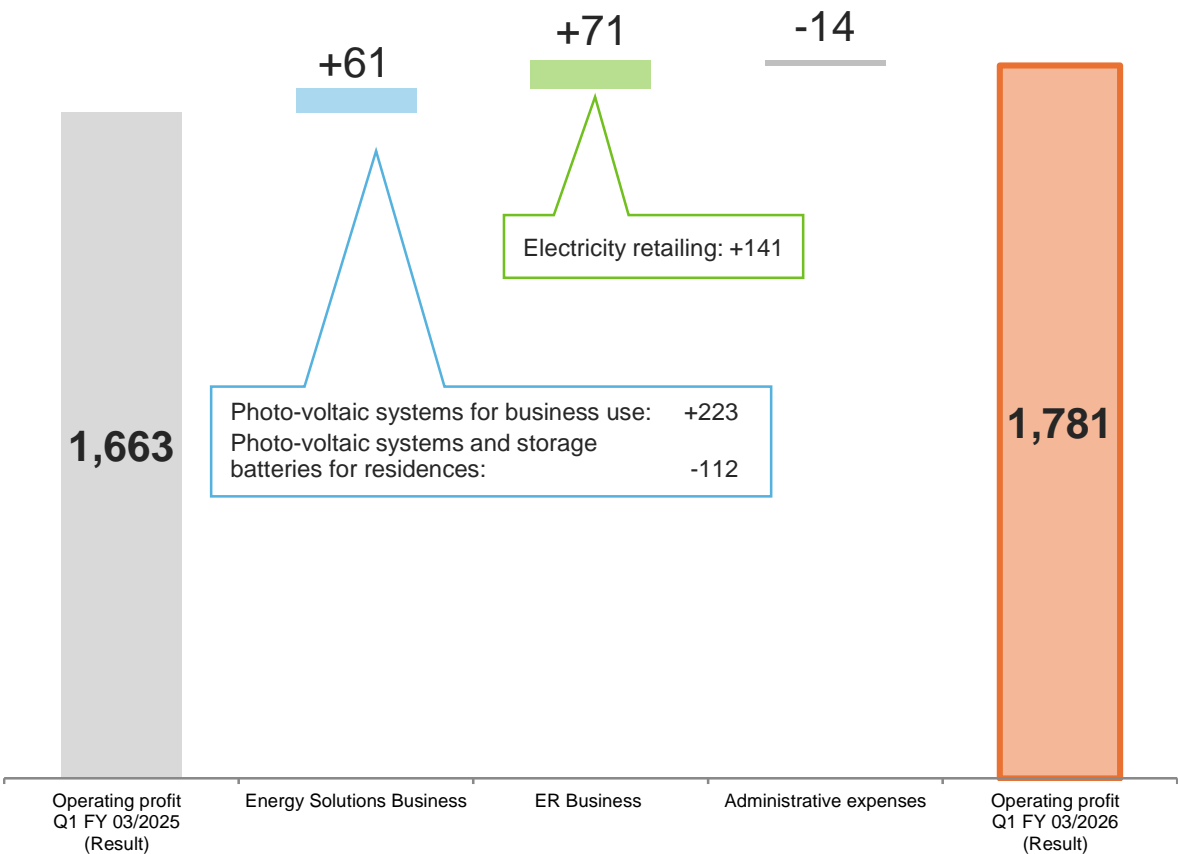 +61
+71
-14
Electricity retailing: +141
Photo-voltaic systems for business use: +223
Photo-voltaic systems and storage
batteries for residences: -112
1,663
1,781
Operating profit
Q1 FY 03/2025
(Result)
Energy Solutions Business
ER Business
Administrative expenses
Operating profit
Q1 FY 03/2026
(Result)